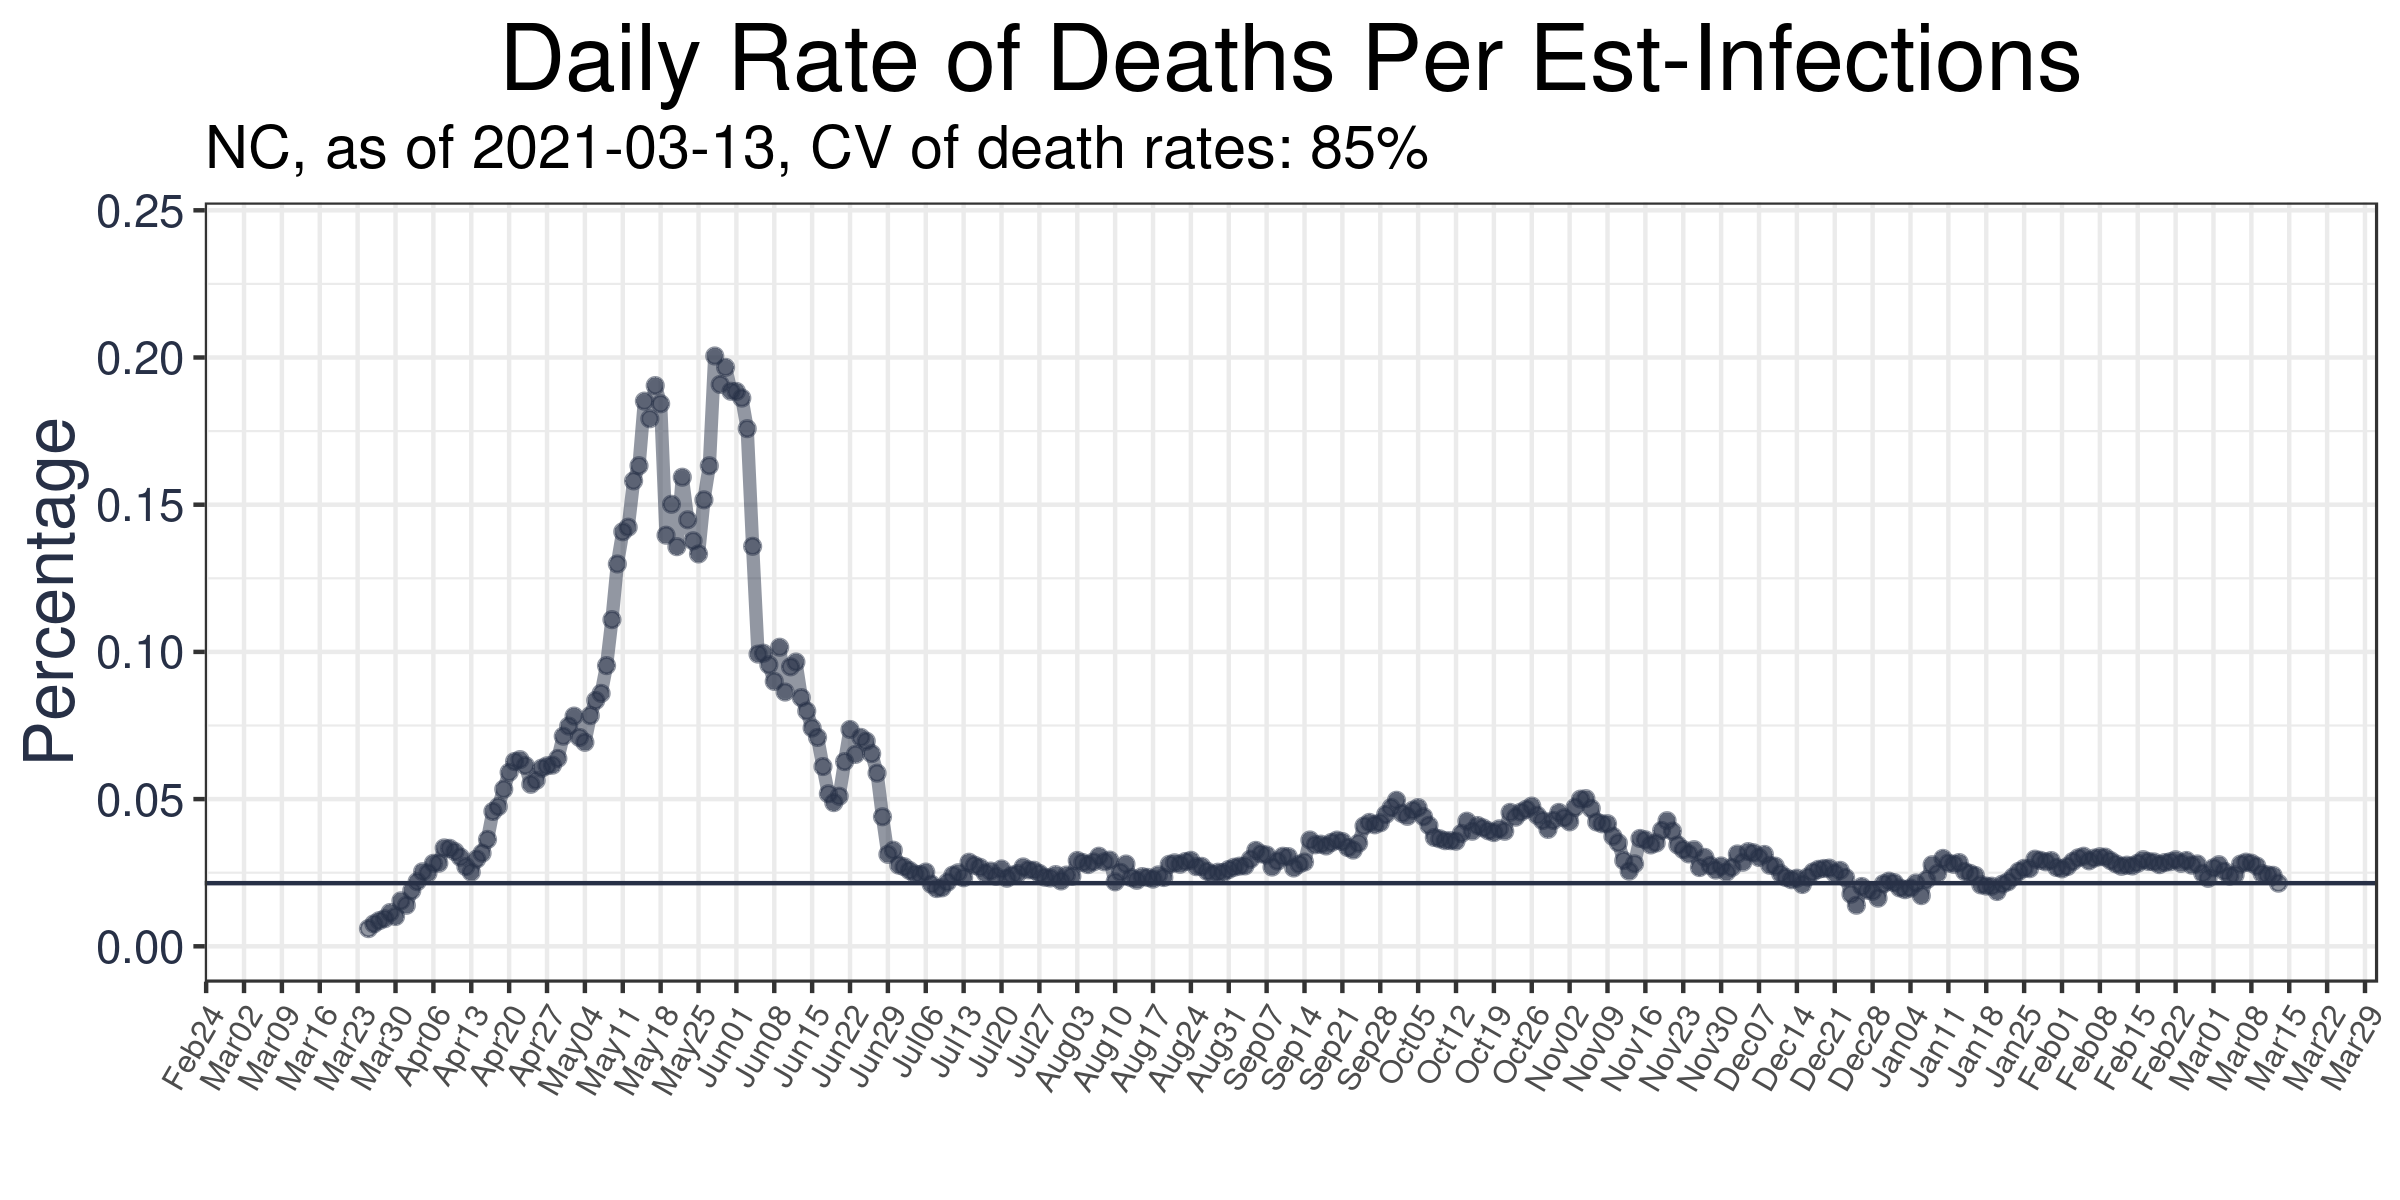 Daily Rate of Deaths Per Est-Infections
NC, as of 2021-03-13, CV of death rates: 85%
Percentage
0.25
0.20
0.15
0.10
0.05
0.00
Feb24
Mar02
Mar09
Mar16
Mar23
Mar30
Apr06
Apr13
Apr20
Apr27
May04
May11
May18
May25
Jun01
Jun08
Jun15
Jun22
Jun29
Jul06
Jul13
Jul20
Jul27
Aug03
Aug10
Aug17
Aug24
Aug31
Sep07
Sep14
Sep21
Sep28
Oct05
Oct12
Oct19
Oct26
Nov02
Nov09
Nov16
Nov23
Nov30
Dec07
Dec14
Dec21
Dec28
Jan04
Jan11
Jan18
Jan25
Feb01
Feb08
Feb15
Feb22
Mar01
Mar08
Mar15
Mar22
Mar29